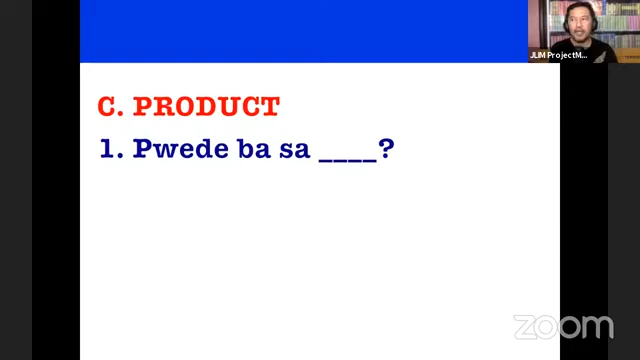 JLIM ProjectM...
C. PRODUCT
1. Pwede ba sa ____?
zoom